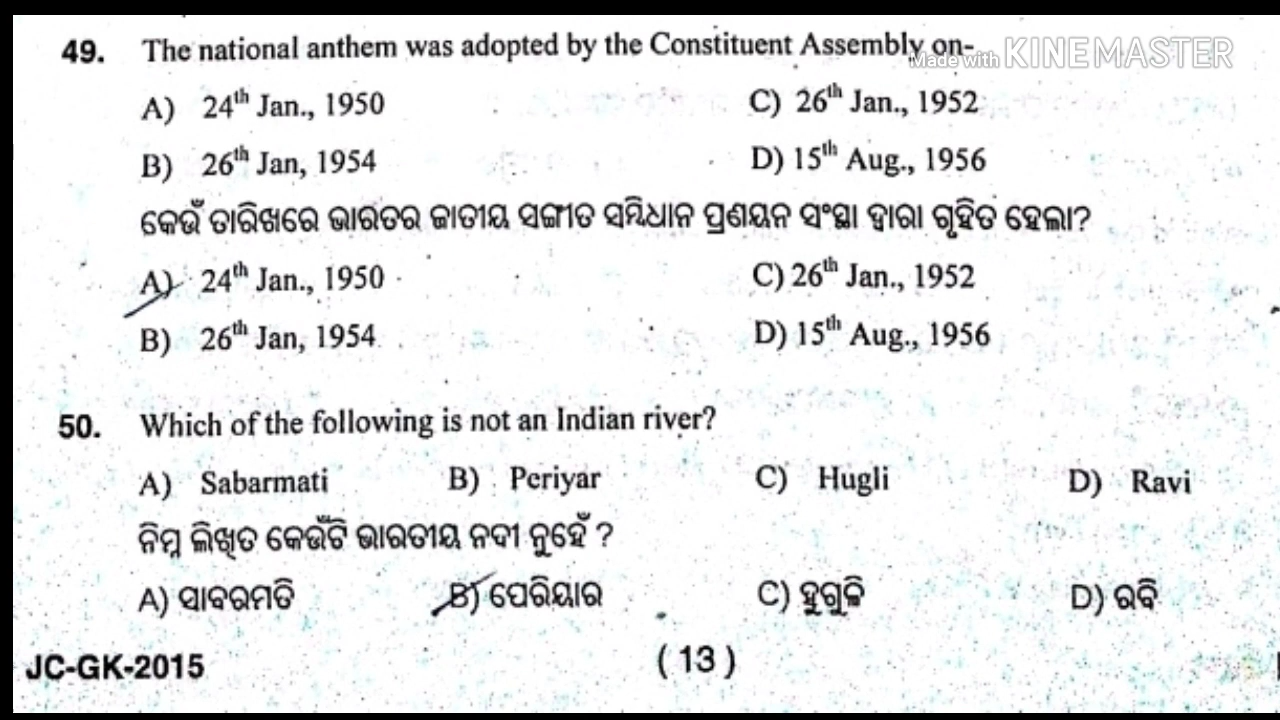 49. The national anthem was adopted by the Constituent Assembly on-
Made with KINEMASTER
A) 24th Jan., 1950 C) 26th Jan., 1952
B) 26th Jan, 1954 D) 15th Aug., 1956
କେଉଁ ତାରିଖରେ ଭାରତର ଜାତୀୟ ସଙ୍ଗୀତ ସମ୍ବିଧାନ ପ୍ରଣୟନ ସଂସ୍ଥା ଦ୍ଵାରା ଗୃହିତ ହେଲା?
A) 24th Jan., 1950 C) 26th Jan., 1952
B) 26th Jan, 1954 D) 15th Aug., 1956
50. Which of the following is not an Indian river?
A) Sabarmati B) Periyar C) Hugli D) Ravi
ନିମ୍ନ ଲିଖିତ କେଉଁଟି ଭାରତୀୟ ନଦୀ ନୁହେଁ ?
A) ସାବରମତି B) ପେରିୟାର C) ହୁଗୁଳି D) ରବି
JC-GK-2015 ( 13 )